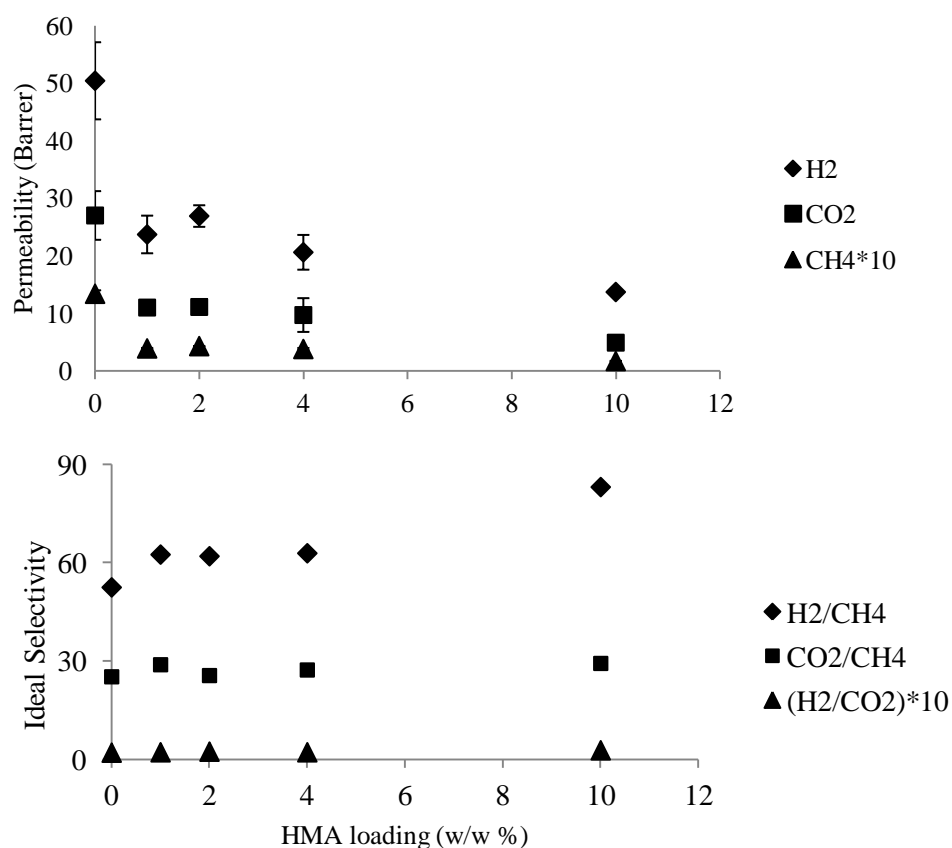 60
50
40
30
20
10
0
Permeability (Barrer)
0 2 4 6 8 10 12
H2
CO2
CH4*10
90
60
30
0
Ideal Selectivity
0 2 4 6 8 10 12
HMA loading (w/w %)
H2/CH4
CO2/CH4
(H2/CO2)*10